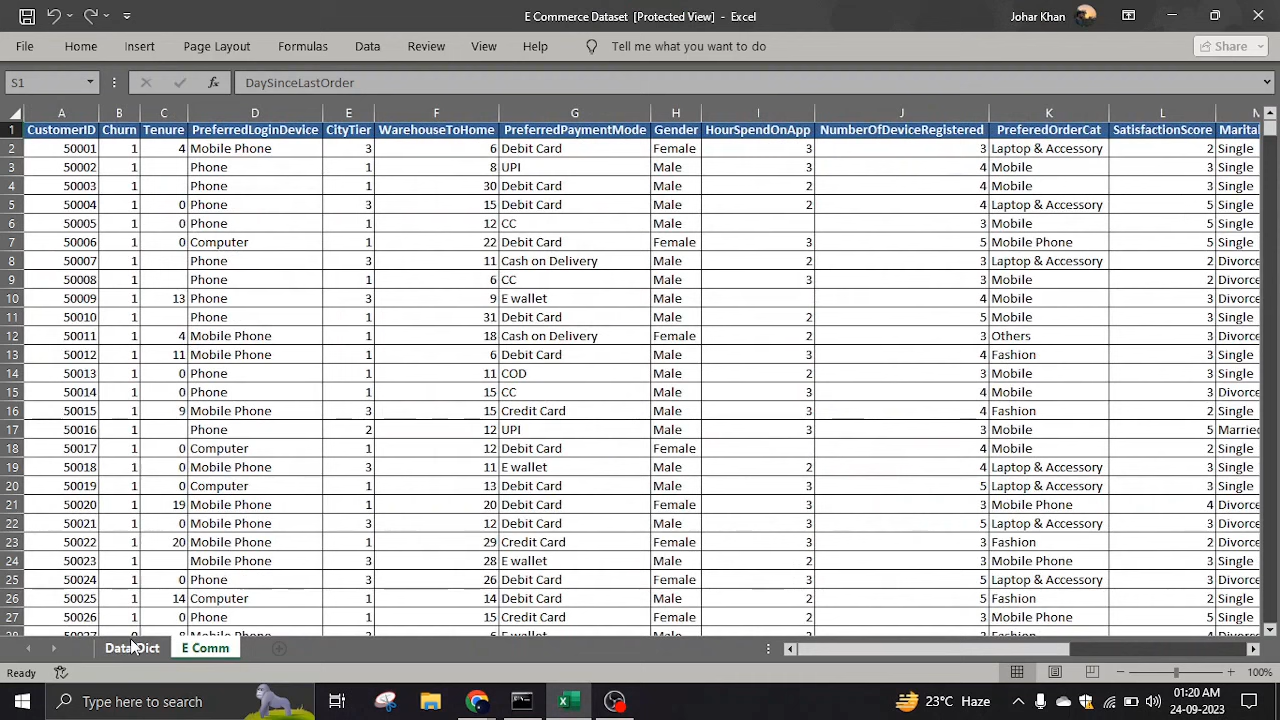 E Commerce Dataset [Protected View] - Excel
Johar Khan
File Home Insert Page Layout Formulas Data Review View Help Tell me what you want to do Share
S1 fx DaySinceLastOrder
A B C D E F G H I J K L M
1 CustomerID Churn Tenure PreferredLoginDevice CityTier WarehouseToHome PreferredPaymentMode Gender HourSpendOnApp NumberOfDeviceRegistered PreferedOrderCat SatisfactionScore Marital
2 50001 1 4 Mobile Phone 3 6 Debit Card Female 3 3 Laptop & Accessory 2 Single
3 50002 1 Phone 1 8 UPI Male 3 4 Mobile 3 Single
4 50003 1 Phone 1 30 Debit Card Male 2 4 Mobile 3 Single
5 50004 1 0 Phone 3 15 Debit Card Male 2 4 Laptop & Accessory 5 Single
6 50005 1 0 Phone 1 12 CC Male 3 Mobile 5 Single
7 50006 1 0 Computer 1 22 Debit Card Female 3 5 Mobile Phone 5 Single
8 50007 1 Phone 3 11 Cash on Delivery Male 2 3 Laptop & Accessory 2 Divorce
9 50008 1 Phone 1 6 CC Male 3 3 Mobile 2 Divorce
10 50009 1 13 Phone 3 9 E wallet Male 4 Mobile 3 Divorce
11 50010 1 Phone 1 31 Debit Card Male 2 5 Mobile 3 Single
12 50011 1 4 Mobile Phone 1 18 Cash on Delivery Female 2 3 Others 3 Divorce
13 50012 1 11 Mobile Phone 1 6 Debit Card Male 3 4 Fashion 3 Single
14 50013 1 0 Phone 1 11 COD Male 2 3 Mobile 3 Single
15 50014 1 0 Phone 1 15 CC Male 3 4 Mobile 3 Divorce
16 50015 1 9 Mobile Phone 3 15 Credit Card Male 3 4 Fashion 2 Single
17 50016 1 Phone 2 12 UPI Male 3 3 Mobile 5 Married
18 50017 1 0 Computer 1 12 Debit Card Female 4 Mobile 2 Single
19 50018 1 0 Mobile Phone 3 11 E wallet Male 2 4 Laptop & Accessory 3 Single
20 50019 1 0 Computer 1 13 Debit Card Male 5 Laptop & Accessory 3 Single
21 50020 1 19 Mobile Phone 1 20 Debit Card Female 3 3 Mobile Phone 4 Divorce
22 50021 1 0 Mobile Phone 3 12 Debit Card Female 5 Laptop & Accessory 3 Single
23 50022 1 20 Mobile Phone 1 29 Credit Card Female 3 3 Fashion 2 Divorce
24 50023 1 Mobile Phone 3 28 E wallet Male 2 3 Mobile Phone 3 Single
25 50024 1 0 Phone 3 26 Debit Card Female 3 5 Laptop & Accessory 3 Divorce
26 50025 1 14 Computer 1 14 Debit Card Male 2 5 Fashion 2 Single
27 50026 1 0 Phone 1 15 Credit Card Female 2 3 Mobile Phone 5 Single
Data Dict E Comm
Ready 100%
Type here to search 23°C Haze 01:20 AM
24-09-2023